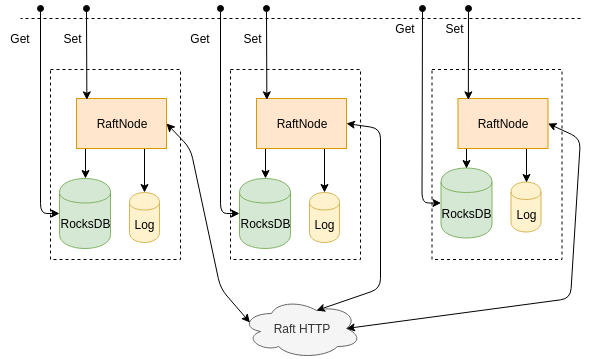 Get
Set
Get
Set
Get
Set
RaftNode
RaftNode
RaftNode
RocksDB
Log
RocksDB
Log
RocksDB
Log
Raft HTTP